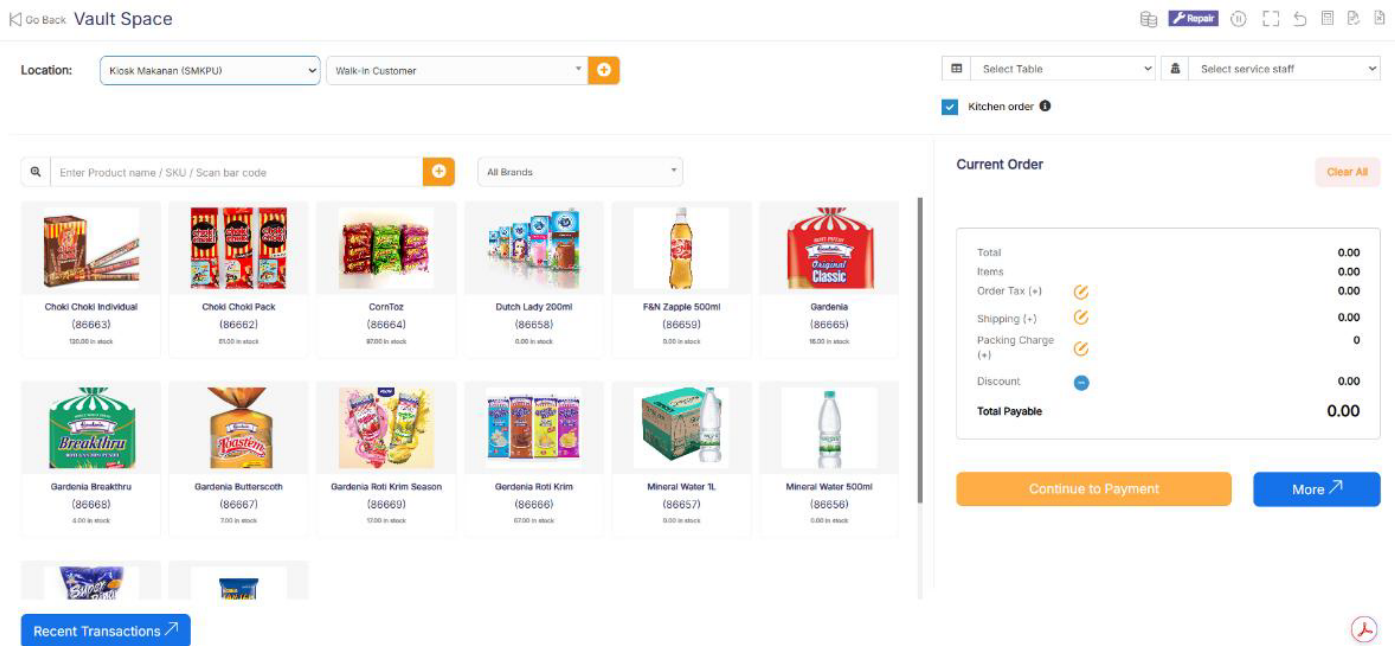 Go Back Vault Space
Repair
Location:
Kiosk Makanan (SMKPU)
Walk-In Customer
Select Table
Select service staff
Kitchen order
Enter Product name / SKU / Scan bar code
All Brands
Current Order
Clear All
Choki Choki Individual
(86663)
120.00 in stock
Choki Choki Pack
(86662)
51.00 in stock
CornToz
(86664)
97.00 in stock
Dutch Lady 200ml
(86658)
0.00 in stock
F&N Zapple 500ml
(86659)
0.00 in stock
Original
Classic
Gardenia
(86665)
16.00 in stock
Breakthru
Gardenia Breakthru
(86668)
4.00 in stock
Toastem
Gardenia Butterscoth
(86667)
7.00 in stock
Gardenia Roti Krim Season
(86669)
17.00 in stock
Gerdenia Roti Krim
(86666)
67.00 in stock
Mineral Water 1L
(86657)
0.00 in stock
Mineral Water 500ml
(86656)
0.00 in stock
Super
Total 0.00
Items 0.00
Order Tax (+) 0.00
Shipping (+) 0.00
Packing Charge 0
(+)
Discount 0.00
Total Payable 0.00
Continue to Payment
More
Recent Transactions